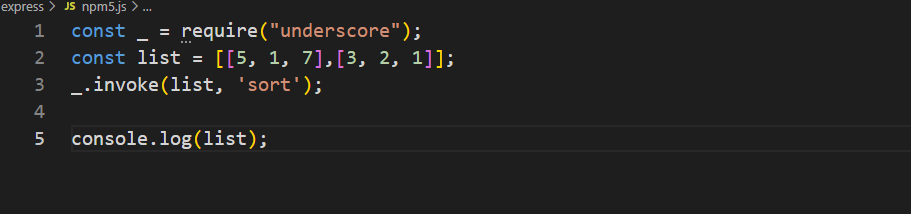 express > JS npm5.js > ...
1 const _ = require("underscore");
2 const list = [[5, 1, 7],[3, 2, 1]];
3 _.invoke(list, 'sort');
4
5 console.log(list);